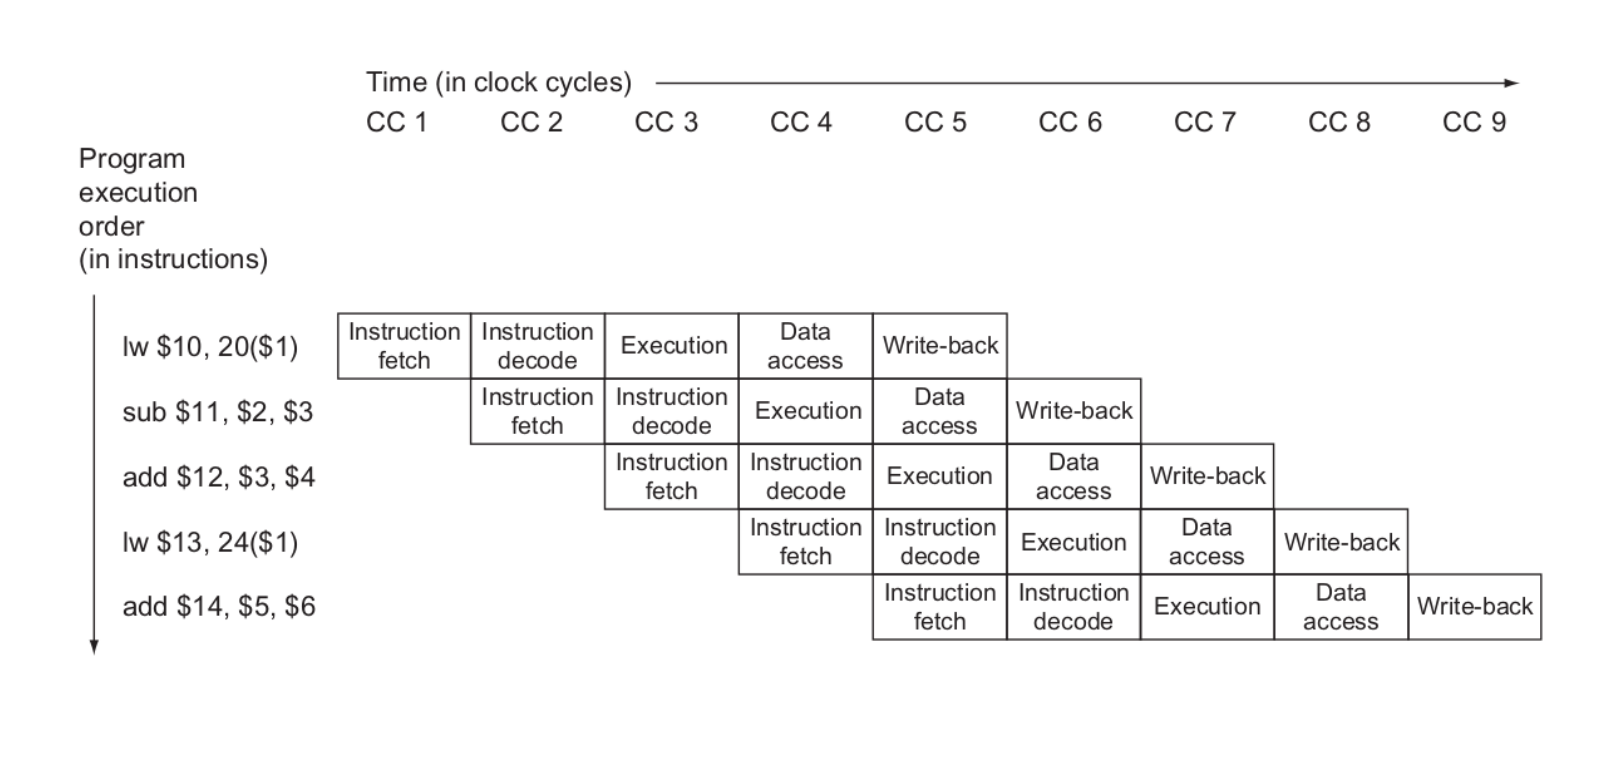 Time (in clock cycles)
CC 1 CC 2 CC 3 CC 4 CC 5 CC 6 CC 7 CC 8 CC 9
Program
execution
order
(in instructions)
lw $10, 20($1)
Instruction
fetch
Instruction
decode
Execution
Data
access
Write-back
sub $11, $2, $3
Instruction
fetch
Instruction
decode
Execution
Data
access
Write-back
add $12, $3, $4
Instruction
fetch
Instruction
decode
Execution
Data
access
Write-back
lw $13, 24($1)
Instruction
fetch
Instruction
decode
Execution
Data
access
Write-back
add $14, $5, $6
Instruction
fetch
Instruction
decode
Execution
Data
access
Write-back